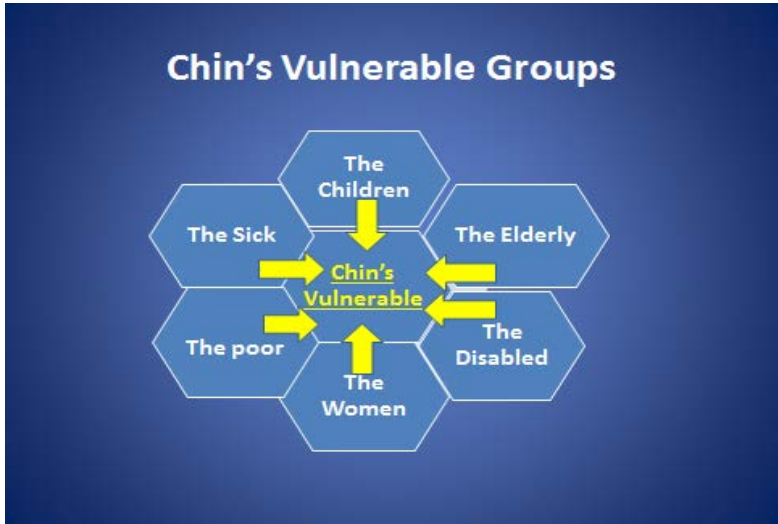 Chin's Vulnerable Groups
The
Children
The Sick
The Elderly
Chin's
Vulnerable
The poor
The
Disabled
The
Women